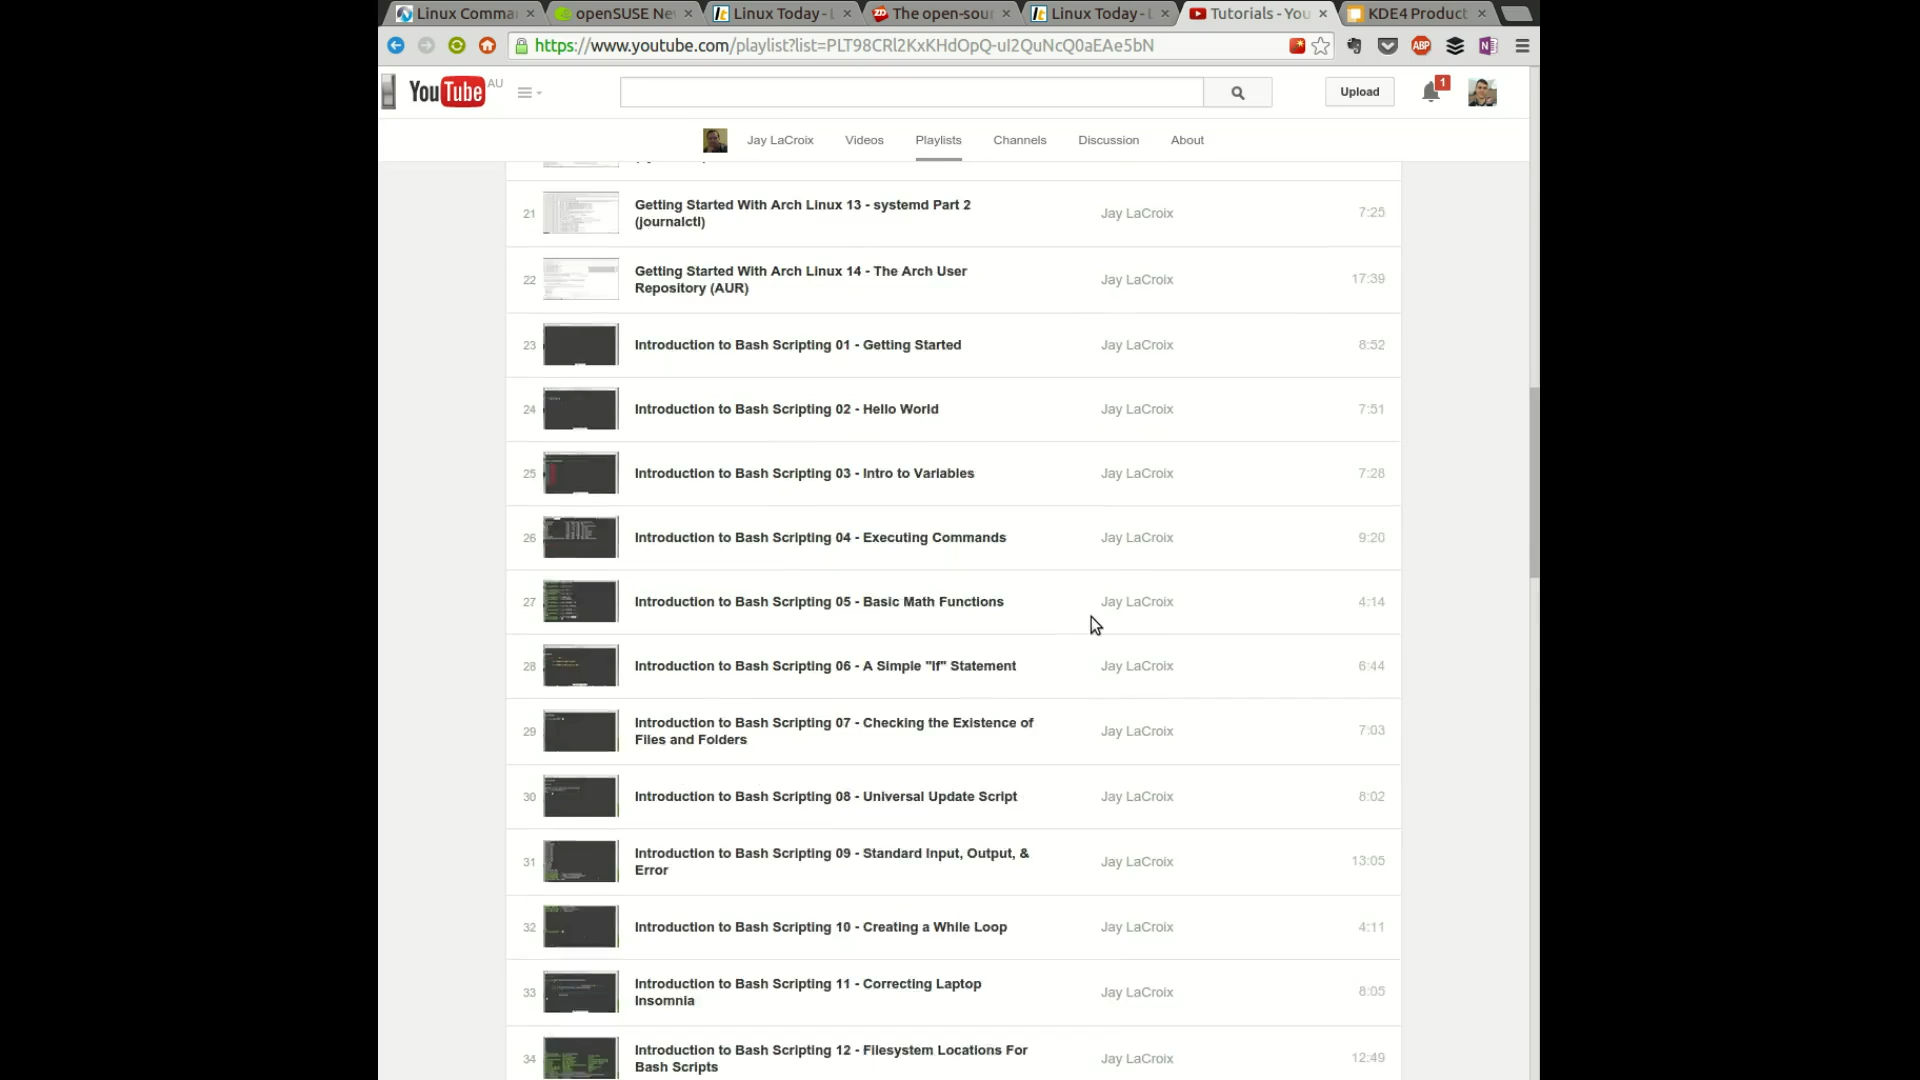 Linux Comma
openSUSE Ne
Linux Today - L
The open-sour
Linux Today - L
Tutorials - You
KDE4 Product
https://www.youtube.com/playlist?list=PLT98CRl2KxKHdOpQ-uI2QuNcQ0aEAe5bN
ABP
YouTube AU
Upload
1
Jay LaCroix
Videos
Playlists
Channels
Discussion
About
21
Getting Started With Arch Linux 13 - systemd Part 2
(journalctl)
Jay LaCroix
7:25
22
Getting Started With Arch Linux 14 - The Arch User
Repository (AUR)
Jay LaCroix
17:39
23
Introduction to Bash Scripting 01 - Getting Started
Jay LaCroix
8:52
24
Introduction to Bash Scripting 02 - Hello World
Jay LaCroix
7:51
25
Introduction to Bash Scripting 03 - Intro to Variables
Jay LaCroix
7:28
26
Introduction to Bash Scripting 04 - Executing Commands
Jay LaCroix
9:20
27
Introduction to Bash Scripting 05 - Basic Math Functions
Jay LaCroix
4:14
28
Introduction to Bash Scripting 06 - A Simple "If" Statement
Jay LaCroix
6:44
29
Introduction to Bash Scripting 07 - Checking the Existence of
Files and Folders
Jay LaCroix
7:03
30
Introduction to Bash Scripting 08 - Universal Update Script
Jay LaCroix
8:02
31
Introduction to Bash Scripting 09 - Standard Input, Output, &
Error
Jay LaCroix
13:05
32
Introduction to Bash Scripting 10 - Creating a While Loop
Jay LaCroix
4:11
33
Introduction to Bash Scripting 11 - Correcting Laptop
Insomnia
Jay LaCroix
8:05
34
Introduction to Bash Scripting 12 - Filesystem Locations For
Bash Scripts
Jay LaCroix
12:49